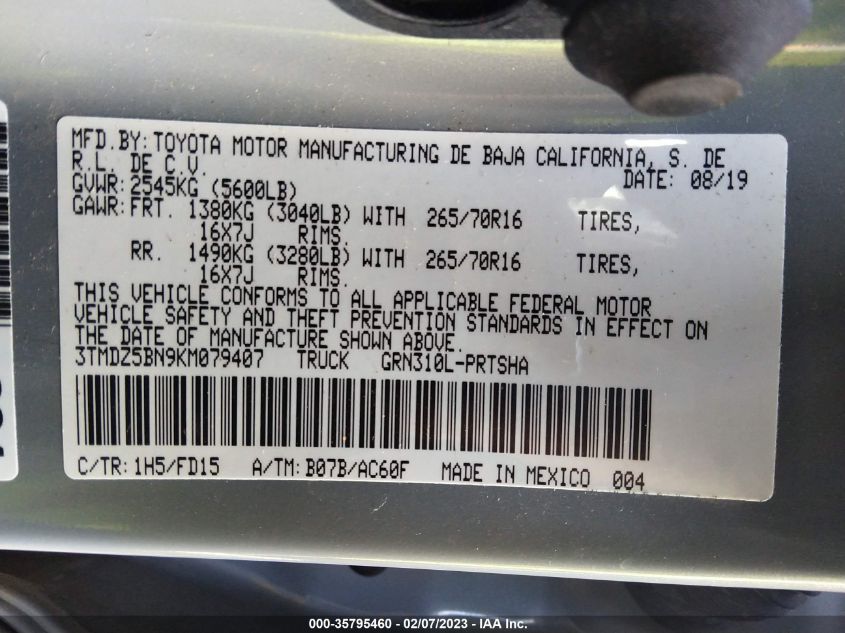 MFD.BY: TOYOTA MOTOR MANUFACTURING DE BAJA CALIFORNIA, S. DE
R.L. DE C.V. DATE: 08/19
GVWR: 2545KG (5600LB)
GAWR: FRT. 1380KG (3040LB) WITH 265/70R16 TIRES,
16X7J RIMS.
RR. 1490KG (3280LB) WITH 265/70R16 TIRES,
16X7J RIMS.
THIS VEHICLE CONFORMS TO ALL APPLICABLE FEDERAL MOTOR
VEHICLE SAFETY AND THEFT PREVENTION STANDARDS IN EFFECT ON
THE DATE OF MANUFACTURE SHOWN ABOVE.
3TMDZ5BN9KM079407 TRUCK GRN310L-PRTSHA
C/TR: 1H5/FD15 A/TM: B07B/AC60F MADE IN MEXICO 004
000-35795460 - 02/07/2023 - IAA Inc.